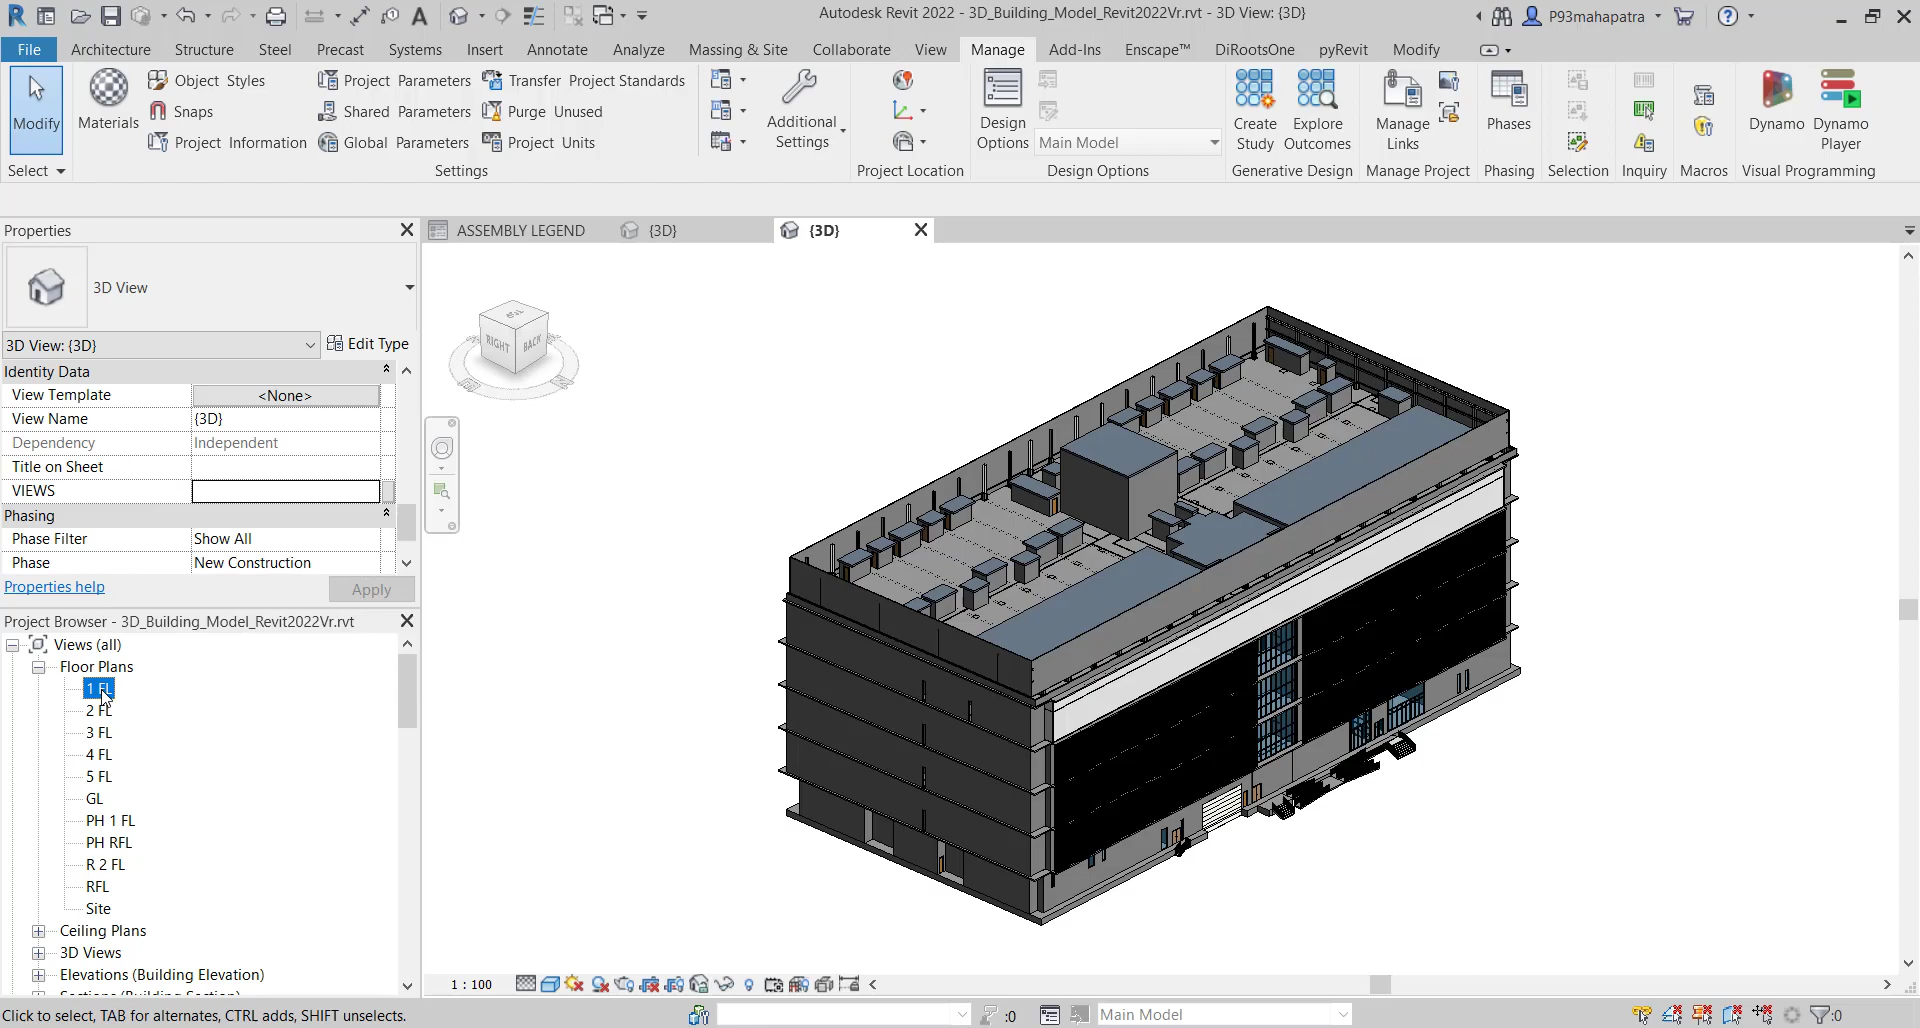 Autodesk Revit 2022 - 3D_Building_Model_Revit2022Vr.rvt - 3D View: {3D}
P93mahapatra
File Architecture Structure Steel Precast Systems Insert Annotate Analyze Massing & Site Collaborate View Manage Add-Ins Enscape™ DiRootsOne pyRevit Modify
Modify
Materials
Object Styles
Snaps
Project Information
Project Parameters
Shared Parameters
Global Parameters
Transfer Project Standards
Purge Unused
Project Units
Additional
Settings
Design
Options
Main Model
Create
Study
Explore
Outcomes
Manage
Links
Phases
Dynamo
Dynamo
Player
Select Settings Project Location Design Options Generative Design Manage Project Phasing Selection Inquiry Macros Visual Programming
Properties
ASSEMBLY LEGEND
{3D}
{3D}
3D View
3D View: {3D}
Edit Type
Identity Data
View Template <None>
View Name {3D}
Dependency Independent
Title on Sheet
VIEWS
Phasing
Phase Filter Show All
Phase New Construction
Properties help
Apply
TOP
RIGHT
BACK
Project Browser - 3D_Building_Model_Revit2022Vr.rvt
Views (all)
Floor Plans
1 FL
2 FL
3 FL
4 FL
5 FL
GL
PH 1 FL
PH RFL
R 2 FL
RFL
Site
Ceiling Plans
3D Views
Elevations (Building Elevation)
Sections (Building Section)
1 : 100
Click to select, TAB for alternates, CTRL adds, SHIFT unselects.
:0
Main Model
:0